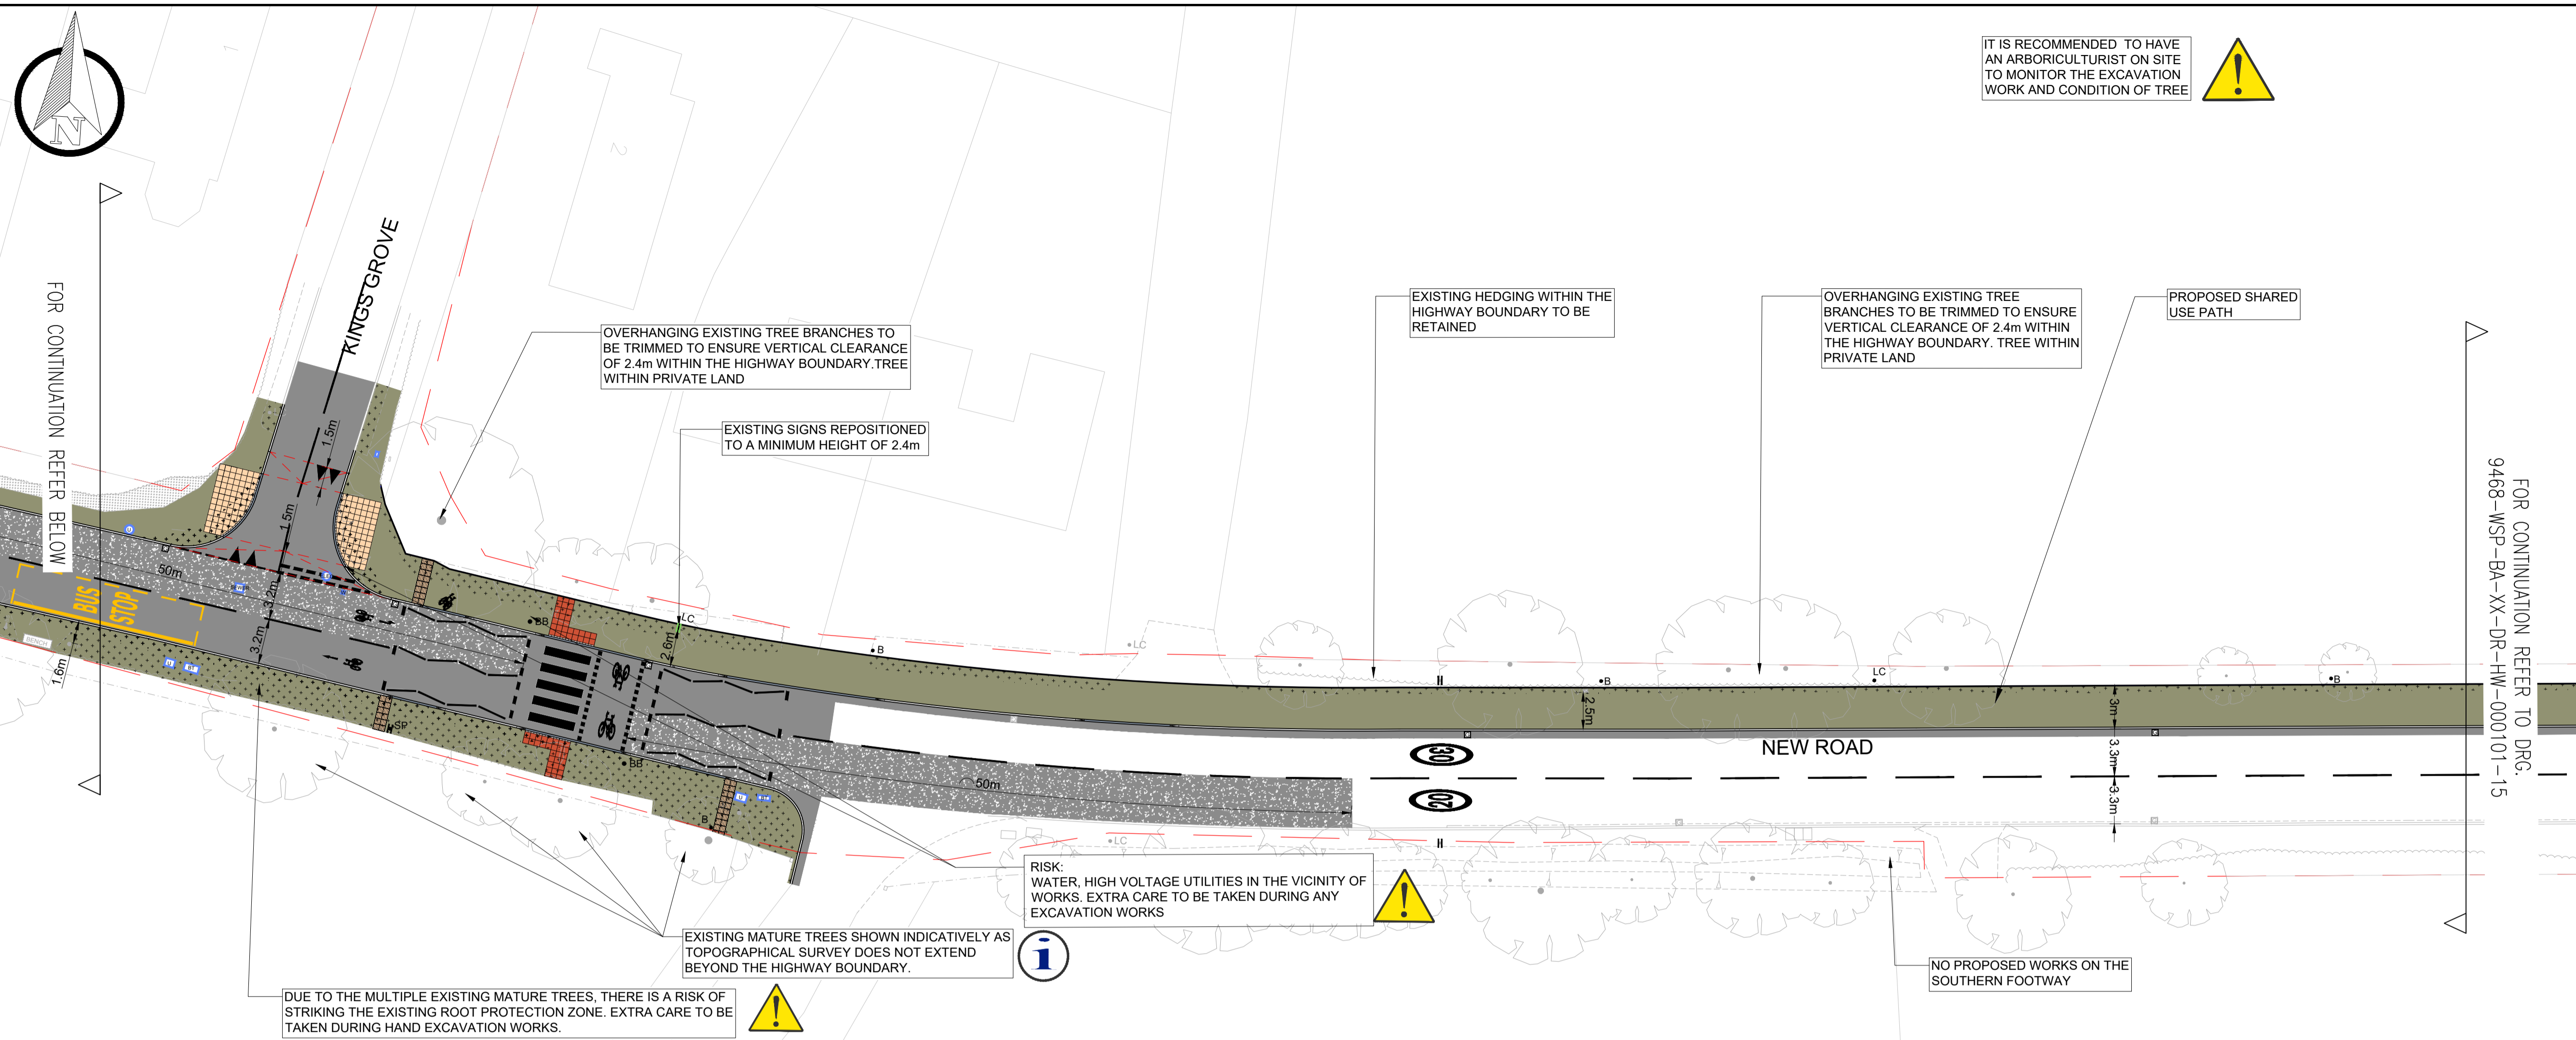 IT IS RECOMMENDED TO HAVE
AN ARBORICULTURIST ON SITE
TO MONITOR THE EXCAVATION
WORK AND CONDITION OF TREE
N
1
2
KINGS GROVE
FOR CONTINUATION REFER BELOW
OVERHANGING EXISTING TREE BRANCHES TO
BE TRIMMED TO ENSURE VERTICAL CLEARANCE
OF 2.4m WITHIN THE HIGHWAY BOUNDARY.TREE
WITHIN PRIVATE LAND
EXISTING SIGNS REPOSITIONED
TO A MINIMUM HEIGHT OF 2.4m
EXISTING HEDGING WITHIN THE
HIGHWAY BOUNDARY TO BE
RETAINED
OVERHANGING EXISTING TREE
BRANCHES TO BE TRIMMED TO ENSURE
VERTICAL CLEARANCE OF 2.4m WITHIN
THE HIGHWAY BOUNDARY. TREE WITHIN
PRIVATE LAND
PROPOSED SHARED
USE PATH
FOR CONTINUATION REFER TO DRG.
9468-WSP-BA-XX-DR-HW-000101-15
1.5m
1.5m
50m
3.2m
3.2m
1.6m
BUS
STOP
BENCH
U
U
BT
W
BB
BB
SP
LC
2.6m
B
B
LC
LC
B
LC
B
2.5m
3m
3.3m
3.3m
30
20
NEW ROAD
50m
RISK:
WATER, HIGH VOLTAGE UTILITIES IN THE VICINITY OF
WORKS. EXTRA CARE TO BE TAKEN DURING ANY
EXCAVATION WORKS
EXISTING MATURE TREES SHOWN INDICATIVELY AS
TOPOGRAPHICAL SURVEY DOES NOT EXTEND
BEYOND THE HIGHWAY BOUNDARY.
i
DUE TO THE MULTIPLE EXISTING MATURE TREES, THERE IS A RISK OF
STRIKING THE EXISTING ROOT PROTECTION ZONE. EXTRA CARE TO BE
TAKEN DURING HAND EXCAVATION WORKS.
NO PROPOSED WORKS ON THE
SOUTHERN FOOTWAY